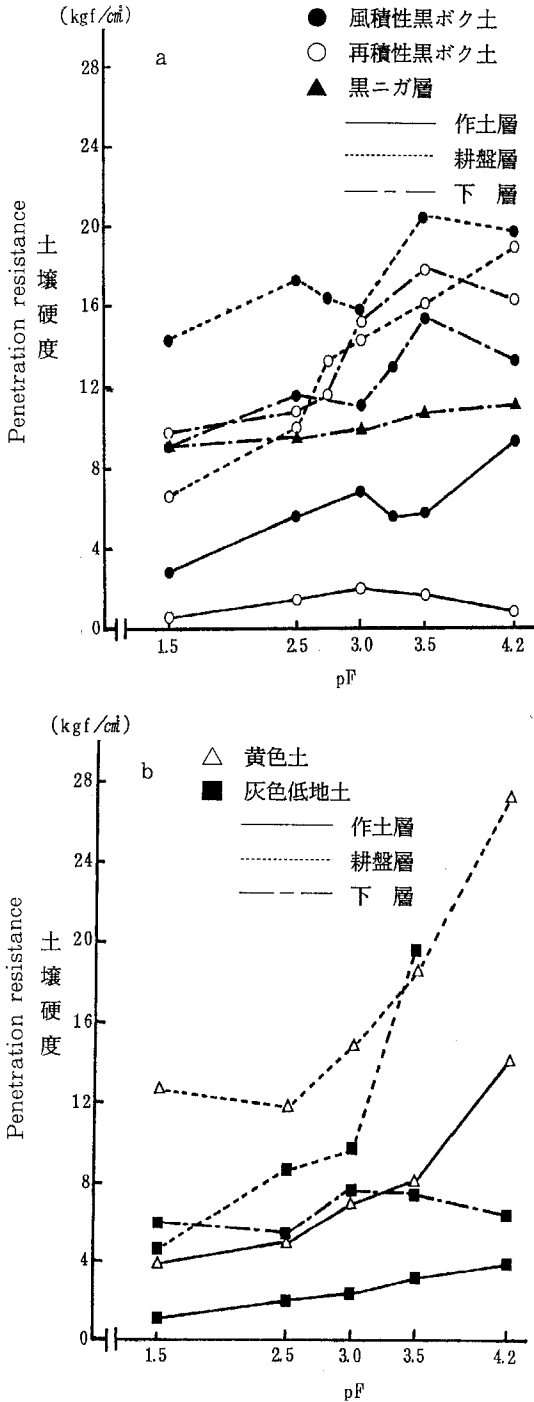 (kgf/c㎡)
a
● 風積性黒ボク土
○ 再積性黒ボク土
▲ 黒ニガ層
作土層
耕盤層
下 層
Penetration resistance
土壌硬度
28
24
20
16
12
8
4
0
1.5 2.5 3.0 3.5 4.2
pF
(kgf/c㎡)
b
△ 黄色土
■ 灰色低地土
作土層
耕盤層
下 層
Penetration resistance
土壌硬度
28
24
20
16
12
8
4
0
1.5 2.5 3.0 3.5 4.2
pF